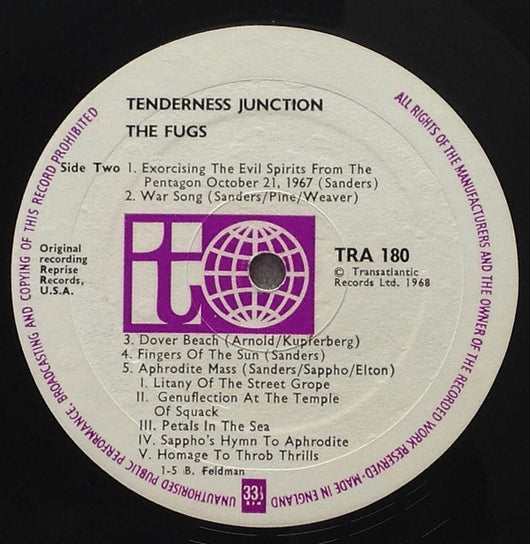 TENDERNESS JUNCTION
THE FUGS
Side Two 1. Exorcising The Evil Spirits From The
Pentagon October 21, 1967 (Sanders)
2. War Song (Sanders/Pine/Weaver)
Original
recording
Reprise
Records,
U.S.A.
t
TRA 180
© Transatlantic
Records Ltd. 1968
3. Dover Beach (Arnold/Kupferberg)
4. Fingers Of The Sun (Sanders)
5. Aphrodite Mass (Sanders/Sappho/Elton)
I. Litany Of The Street Grope
II. Genuflection At The Temple
Of Squack
III. Petals In The Sea
IV. Sappho's Hymn To Aphrodite
V. Homage To Throb Thrills
1-5 B. Feldman
33⅓
ALL RIGHTS OF THE MANUFACTURERS AND THE OWNER OF THE RECORDED WORK RESERVED·MADE IN ENGLAND
UNAUTHORISED PUBLIC PERFORMANCE, BROADCASTING AND COPYING OF THIS RECORD PROHIBITED